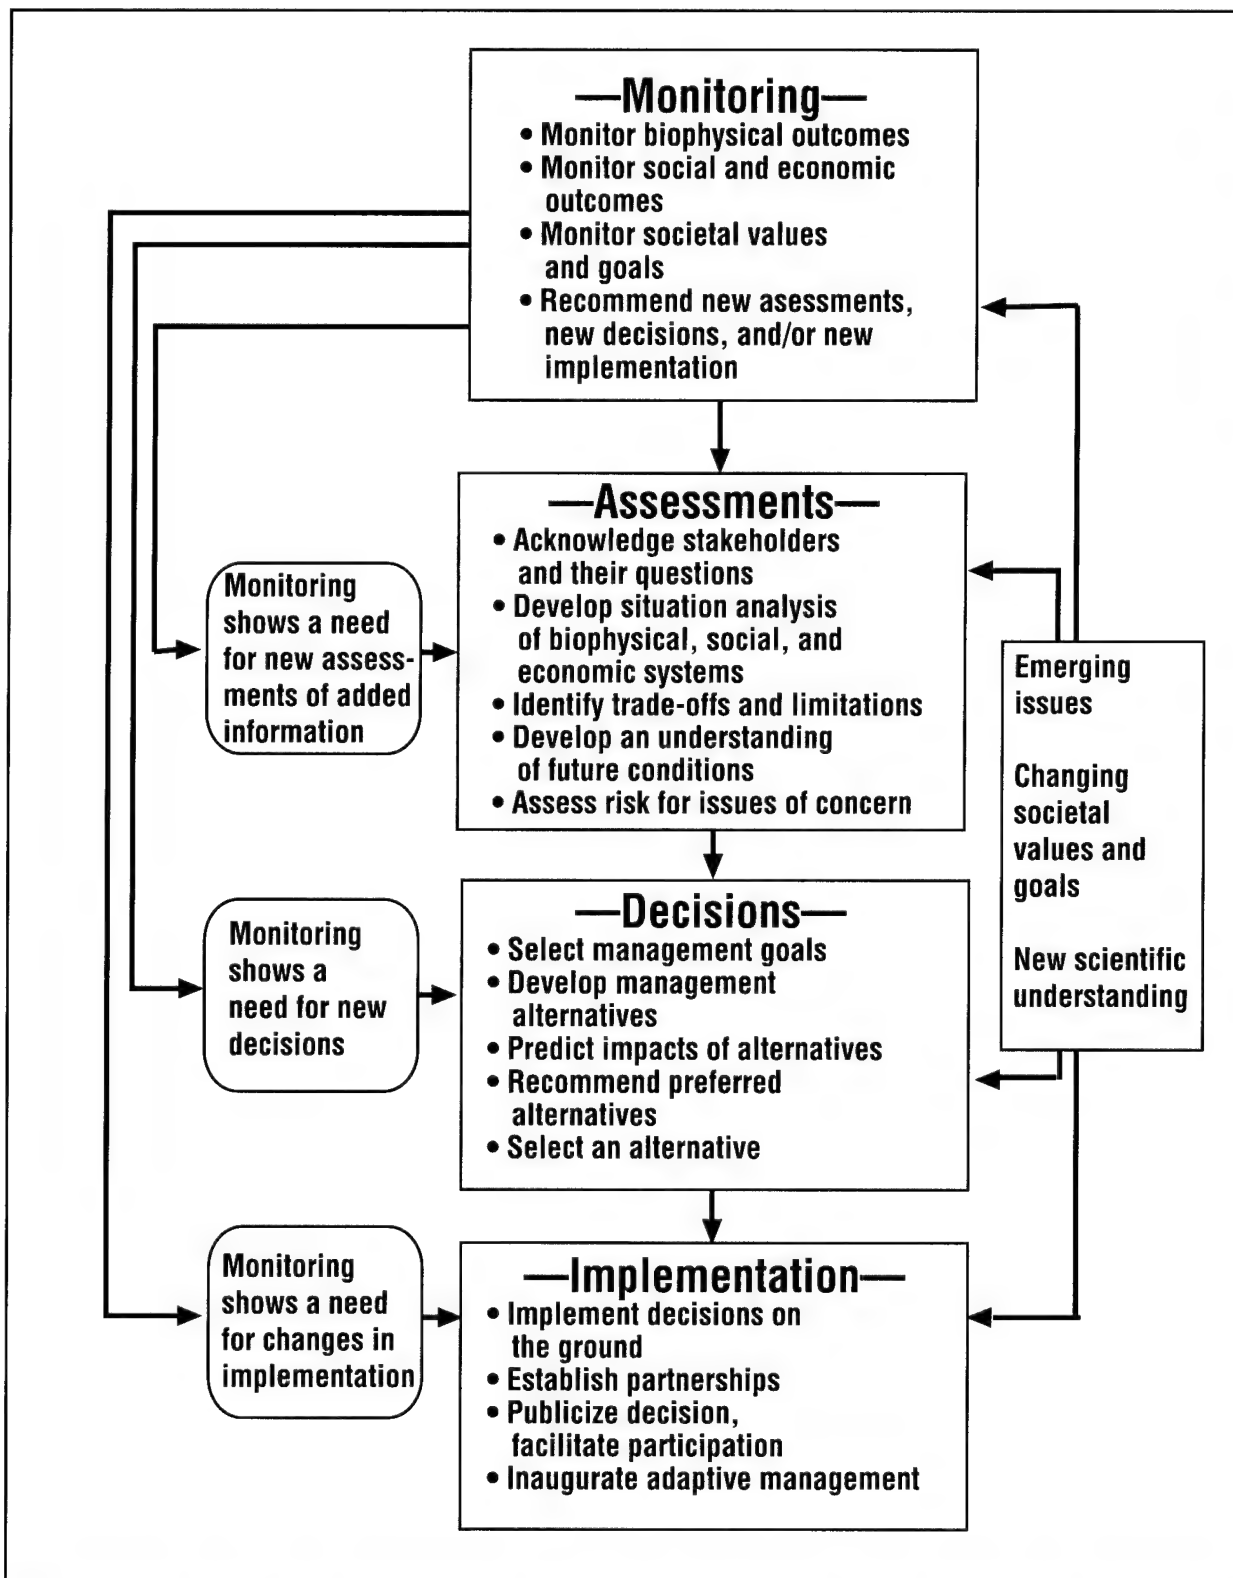 —Monitoring—
• Monitor biophysical outcomes
• Monitor social and economic
outcomes
• Monitor societal values
and goals
• Recommend new asessments,
new decisions, and/or new
implementation
—Assessments—
• Acknowledge stakeholders
and their questions
• Develop situation analysis
of biophysical, social, and
economic systems
• Identify trade-offs and limitations
• Develop an understanding
of future conditions
• Assess risk for issues of concern
Monitoring
shows a need
for new assess-
ments of added
information
Emerging
issues
Changing
societal
values and
goals
New scientific
understanding
—Decisions—
• Select management goals
• Develop management
alternatives
• Predict impacts of alternatives
• Recommend preferred
alternatives
• Select an alternative
Monitoring
shows a
need for new
decisions
—Implementation—
• Implement decisions on
the ground
• Establish partnerships
• Publicize decision,
facilitate participation
• Inaugurate adaptive management
Monitoring
shows a need
for changes in
implementation